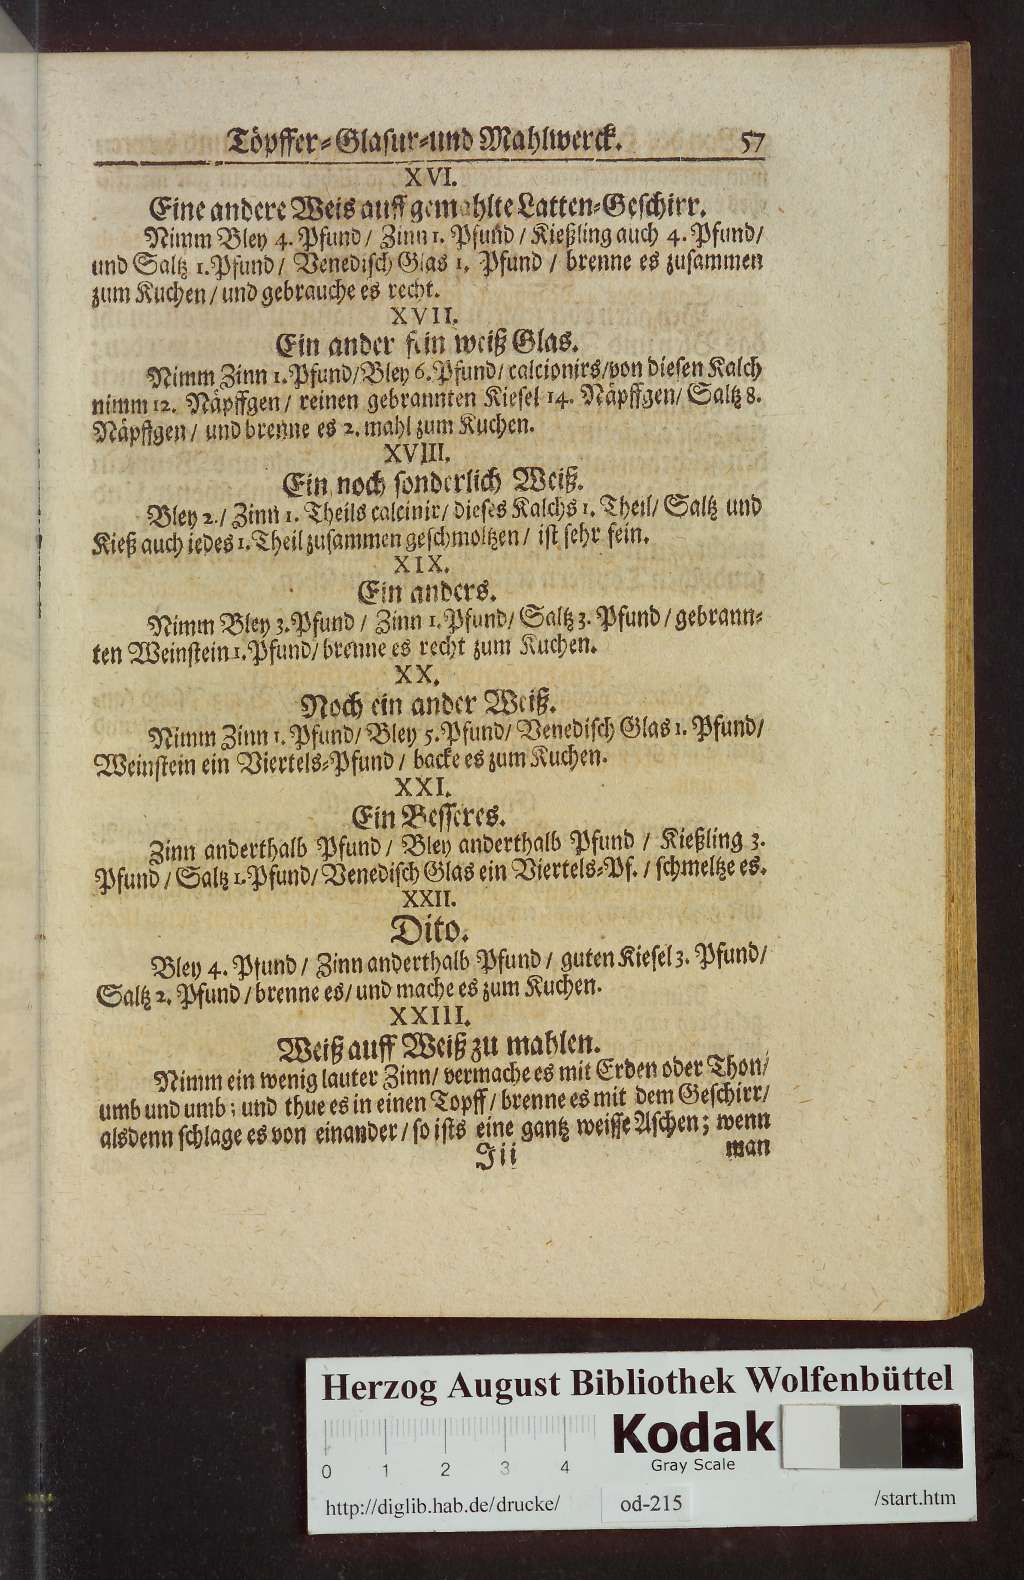 Töpffer-Glasur-und Mahlwerck. 57
XVI.
Eine andere Weis auff gemahlte Latten-Geschirr.
Nimm Bley 4. Pfund / Zinn 1. Pfund / Kießling auch 4. Pfund /
und Saltz 1. Pfund / Venedisch Glas 1. Pfund / brenne es zusammen
zum Kuchen / und gebrauche es recht.
XVII.
Ein ander fein weiß Glas.
Nimm Zinn 1. Pfund / Bley 6. Pfund / calcionirs / von diesen Kalch
nimm 12. Näpffgen / reinen gebrannten Kiesel 14. Näpffgen / Saltz 8.
Näpffgen / und brenne es 2. mahl zum Kuchen.
XVIII.
Ein noch sonderlich Weiß.
Bley 2. / Zinn 1. Theils calcinir / dieses Kalchs 1. Theil / Saltz und
Kieß auch iedes 1. Theil zusammen geschmoltzen / ist sehr fein.
XIX.
Ein anders.
Nimm Bley 3. Pfund / Zinn 1. Pfund / Saltz 3. Pfund / gebrann-
ten Weinstein 1. Pfund / brenne es recht zum Kuchen.
XX.
Noch ein ander Weiß.
Nimm Zinn 1. Pfund / Bley 5. Pfund / Venedisch Glas 1. Pfund /
Weinstein ein Viertels-Pfund / backe es zum Kuchen.
XXI.
Ein Besseres.
Zinn anderthalb Pfund / Bley anderthalb Pfund / Kießling 3.
Pfund / Saltz 1. Pfund / Venedisch Glas ein Viertels-Pf. / schmeltze es.
XXII.
Dito.
Bley 4. Pfund / Zinn anderthalb Pfund / guten Kiesel 3. Pfund /
Saltz 2. Pfund / brenne es / und mache es zum Kuchen.
XXIII.
Weiß auff Weiß zu mahlen.
Nimm ein wenig lauter Zinn / vermache es mit Erden oder Thon /
umb und umb ; und thue es in einen Topff / brenne es mit dem Geschirr /
alsdenn schlage es von einander / so ists eine gantz weisse Aschen ; wenn
Jii man
Herzog August Bibliothek Wolfenbüttel
Kodak
Gray Scale
0 1 2 3 4
http://diglib.hab.de/drucke/ od-215 /start.htm